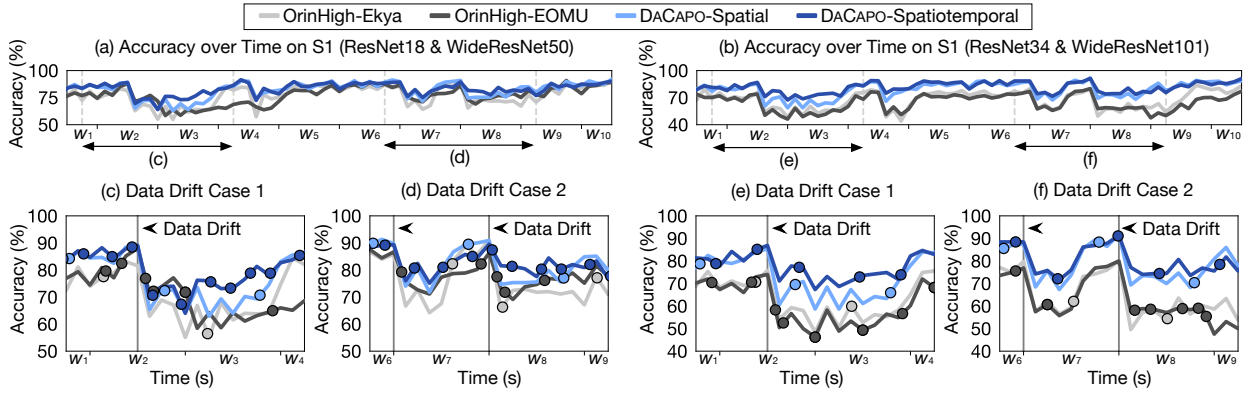 OrinHigh-Ekya OrinHigh-EOMU DACAPO-Spatial DACAPO-Spatiotemporal
(a) Accuracy over Time on S1 (ResNet18 & WideResNet50)
Accuracy (%)
100
75
50
W1 W2 W3 W4 W5 W6 W7 W8 W9 W10
(c) (d)
(b) Accuracy over Time on S1 (ResNet34 & WideResNet101)
Accuracy (%)
100
70
40
W1 W2 W3 W4 W5 W6 W7 W8 W9 W10
(e) (f)
(c) Data Drift Case 1
Data Drift
Accuracy (%)
100
90
80
70
60
50
W1 W2 W3 W4
Time (s)
(d) Data Drift Case 2
Data Drift
Accuracy (%)
100
90
80
70
60
50
W6 W7 W8 W9
Time (s)
(e) Data Drift Case 1
Data Drift
Accuracy (%)
100
90
80
70
60
50
40
W1 W2 W3 W4
Time (s)
(f) Data Drift Case 2
Data Drift
Accuracy (%)
100
90
80
70
60
50
40
W6 W7 W8 W9
Time (s)